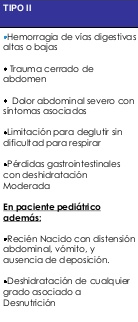 TIPO II
•Hemorragia de vías digestivas
altas o bajas
• Trauma cerrado de
abdomen
• Dolor abdominal severo con
síntomas asociados
•Limitación para deglutir sin
dificultad para respirar
•Pérdidas gastrointestinales
con deshidratación
Moderada
En paciente pediátrico
además:
•Recién Nacido con distensión
abdominal, vómito, y
ausencia de deposición.
•Deshidratación de cualquier
grado asociado a
Desnutrición